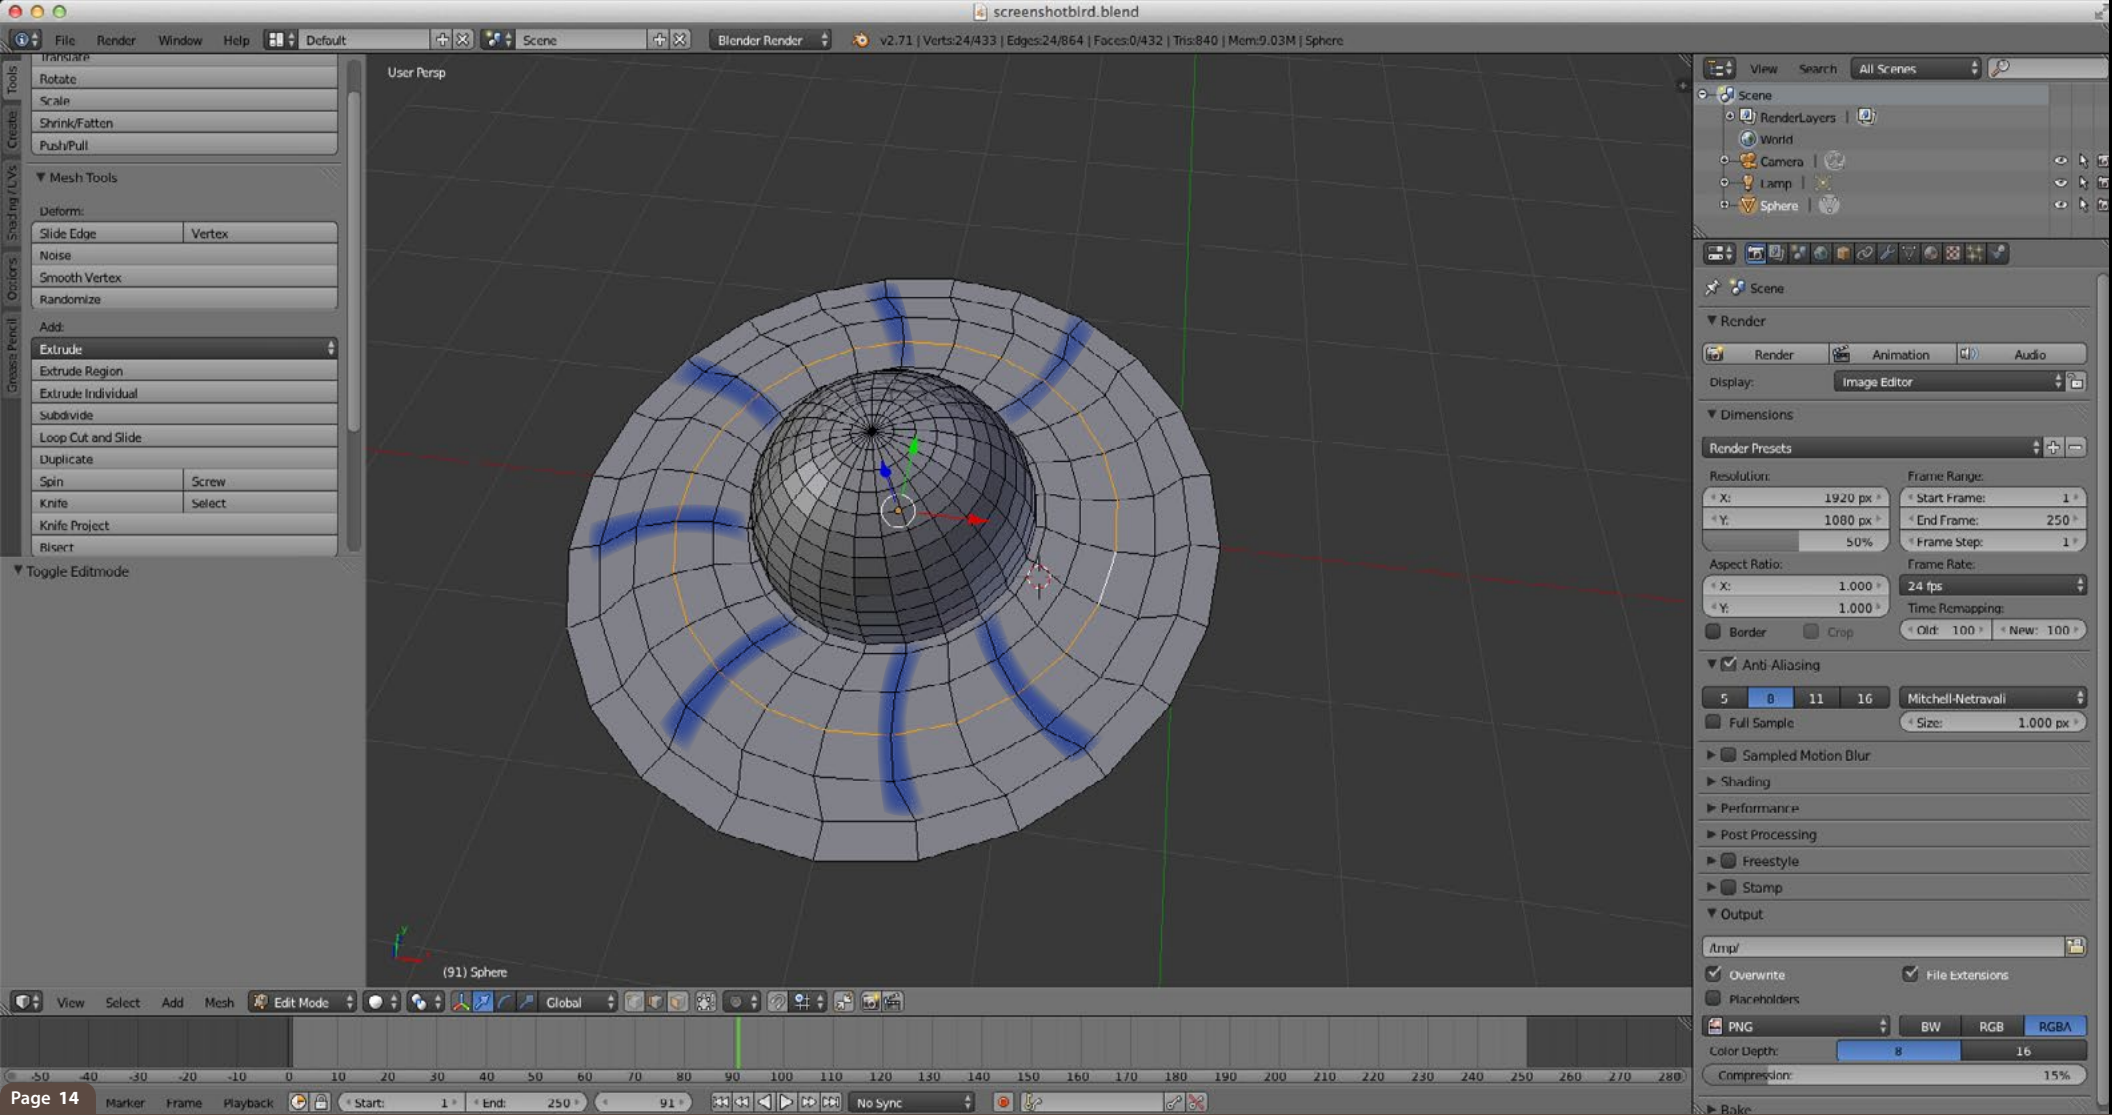 screenshotbird.blend
File Render Window Help Default Scene Blender Render v2.71 | Verts:24/433 | Edges:24/864 | Faces:0/432 | Tris:840 | Mem:9.03M | Sphere
Tools
Create
Shading / UVs
Options
Grease Pencil
Translate
Rotate
Scale
Shrink/Fatten
Push/Pull
Mesh Tools
Deform:
Slide Edge Vertex
Noise
Smooth Vertex
Randomize
Add:
Extrude
Extrude Region
Extrude Individual
Subdivide
Loop Cut and Slide
Duplicate
Spin Screw
Knife Select
Knife Project
Bisect
Toggle Editmode
User Persp
y
(91) Sphere
View Search All Scenes
Scene
RenderLayers |
World
Camera |
Lamp |
Sphere |
Scene
Render
Render Animation Audio
Display: Image Editor
Dimensions
Render Presets
Resolution: Frame Range:
X: 1920 px Start Frame: 1
Y: 1080 px End Frame: 250
50% Frame Step: 1
Aspect Ratio: Frame Rate:
X: 1.000 24 fps
Y: 1.000 Time Remapping:
Border Crop Old: 100 New: 100
Anti-Aliasing
5 8 11 16 Mitchell-Netravali
Full Sample Size: 1.000 px
Sampled Motion Blur
Shading
Performance
Post Processing
Freestyle
Stamp
Output
/tmp/
Overwrite File Extensions
Placeholders
PNG BW RGB RGBA
Color Depth: 8 16
Compression: 15%
Bake
View Select Add Mesh Edit Mode Global
-50 -40 -30 -20 -10 0 10 20 30 40 50 60 70 80 90 100 110 120 130 140 150 160 170 180 190 200 210 220 230 240 250 260 270 280
Page 14
Marker Frame Playback Start: 1 End: 250 91 No Sync